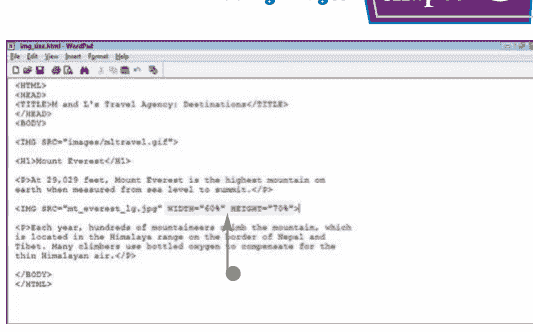 img_size.html - WordPad
File Edit View Insert Format Help
<HTML>
<HEAD>
<TITLE>M and L's Travel Agency: Destinations</TITLE>
</HEAD>
<BODY>
<IMG SRC="images/mltravel.gif">
<H1>Mount Everest</H1>
<P>At 29,029 feet, Mount Everest is the highest mountain on
earth when measured from sea level to summit.</P>
<IMG SRC="mt_everest_lg.jpg" WIDTH="60%" HEIGHT="70%">
<P>Each year, hundreds of mountaineers climb the mountain, which
is located in the Himalaya range on the border of Nepal and
Tibet. Many climbers use bottled oxygen to compensate for the
thin Himalayan air.</P>
</BODY>
</HTML>